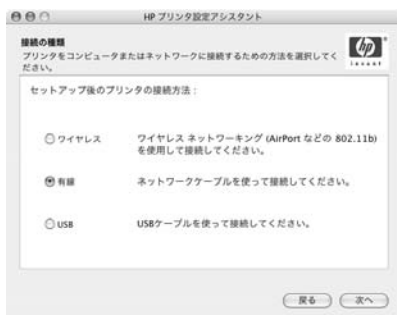 HP プリンタ設定アシスタント
接続の種類
プリンタをコンピュータまたはネットワークに接続するための方法を選択してく
ださい。
hp
invent
セットアップ後のプリンタの接続方法：
ワイヤレス
ワイヤレス ネットワーキング (AirPort などの 802.11b)
を使用して接続してください。
有線
ネットワークケーブルを使って接続してください。
USB
USBケーブルを使って接続してください。
戻る
次へ